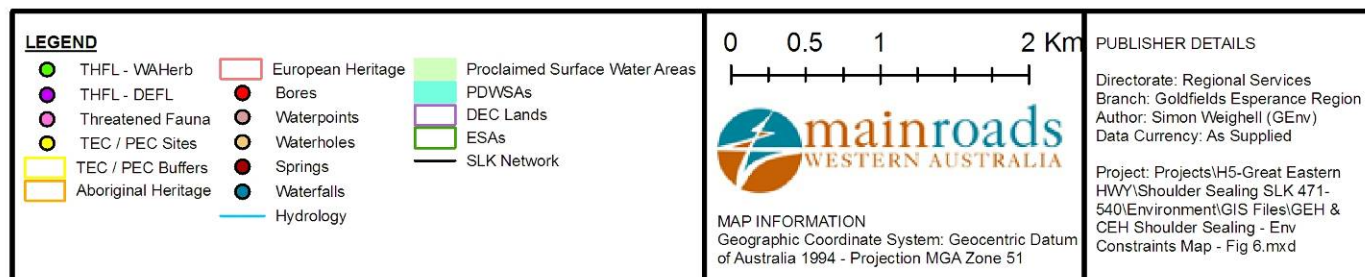 LEGEND
THFL - WAHerb
THFL - DEFL
Threatened Fauna
TEC / PEC Sites
TEC / PEC Buffers
Aboriginal Heritage
European Heritage
Bores
Waterpoints
Waterholes
Springs
Waterfalls
Hydrology
Proclaimed Surface Water Areas
PDWSAs
DEC Lands
ESAs
SLK Network
0 0.5 1 2 Km
mainroads
WESTERN AUSTRALIA
MAP INFORMATION
Geographic Coordinate System: Geocentric Datum
of Australia 1994 - Projection MGA Zone 51
PUBLISHER DETAILS
Directorate: Regional Services
Branch: Goldfields Esperance Region
Author: Simon Weighell (GEnv)
Data Currency: As Supplied
Project: Projects\H5-Great Eastern
HWY\Shoulder Sealing SLK 471-
540\Environment\GIS Files\GEH &
CEH Shoulder Sealing - Env
Constraints Map - Fig 6.mxd